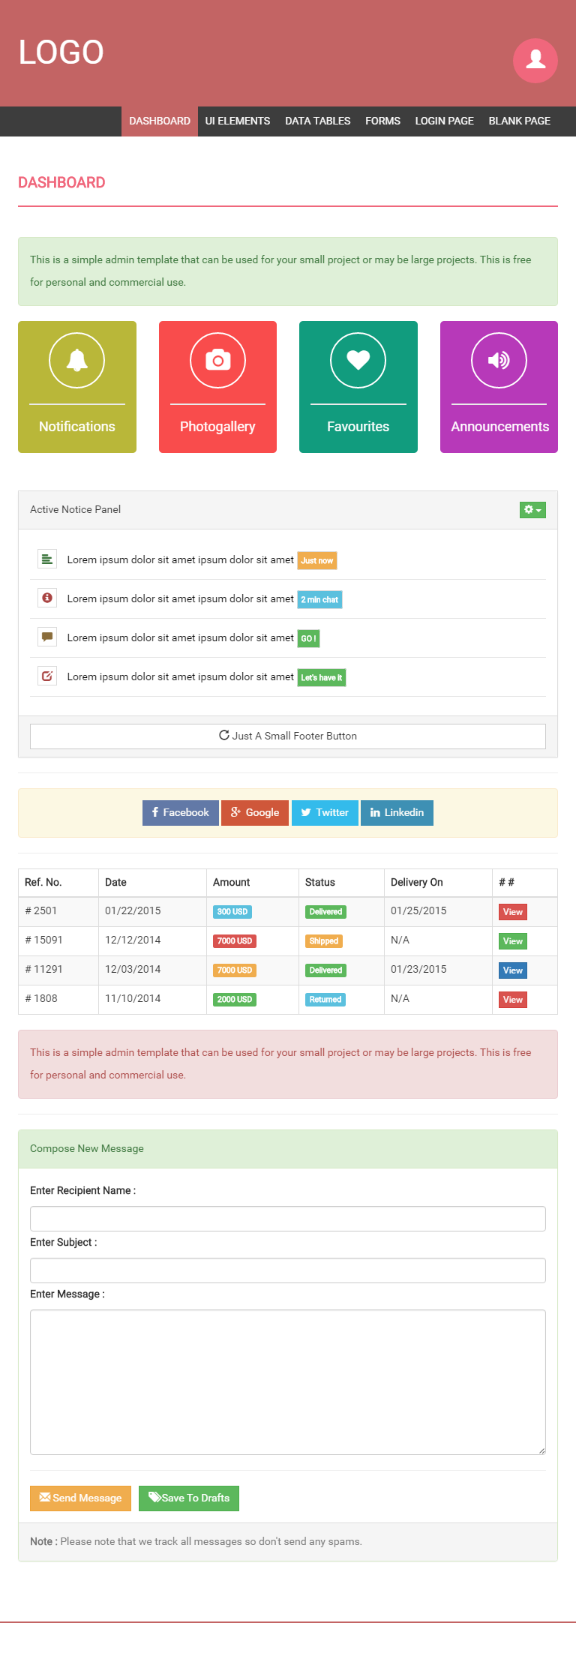 LOGO
DASHBOARD UI ELEMENTS DATA TABLES FORMS LOGIN PAGE BLANK PAGE
DASHBOARD
This is a simple admin template that can be used for your small project or may be large projects. This is free
for personal and commercial use.
Notifications Photogallery Favourites Announcements
Active Notice Panel
Lorem ipsum dolor sit amet ipsum dolor sit amet Just now
Lorem ipsum dolor sit amet ipsum dolor sit amet 2 min chat
Lorem ipsum dolor sit amet ipsum dolor sit amet GO !
Lorem ipsum dolor sit amet ipsum dolor sit amet Let's have it
Just A Small Footer Button
Facebook Google Twitter Linkedin
Ref. No. Date Amount Status Delivery On # #
# 2501 01/22/2015 300 USD Delivered 01/25/2015 View
# 15091 12/12/2014 7000 USD Shipped N/A View
# 11291 12/03/2014 7000 USD Delivered 01/23/2015 View
# 1808 11/10/2014 2000 USD Returned N/A View
This is a simple admin template that can be used for your small project or may be large projects. This is free
for personal and commercial use.
Compose New Message
Enter Recipient Name :
Enter Subject :
Enter Message :
Send Message Save To Drafts
Note : Please note that we track all messages so don't send any spams.